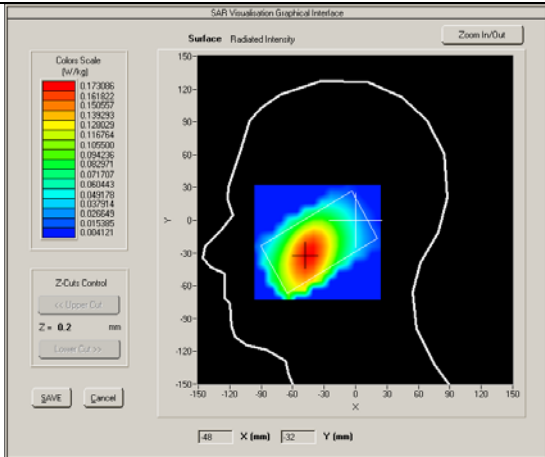 SAR Visualisation Graphical Interface
Surface Radiated Intensity
Zoom In/Out
Colors Scale
(W/kg)
0.173086
0.161822
0.150557
0.139293
0.128029
0.116764
0.105500
0.094236
0.082971
0.071707
0.060443
0.049178
0.037914
0.026649
0.015385
0.004121
Z-Cuts Control
<< Upper Cut
Z = 0.2 mm
Lower Cut >>
SAVE Cancel
150
120
90
60
30
0
-30
-60
-90
-120
-150
Y
-150 -120 -90 -60 -30 0 30 60 90 120 150
X
-48 X (mm) -32 Y (mm)